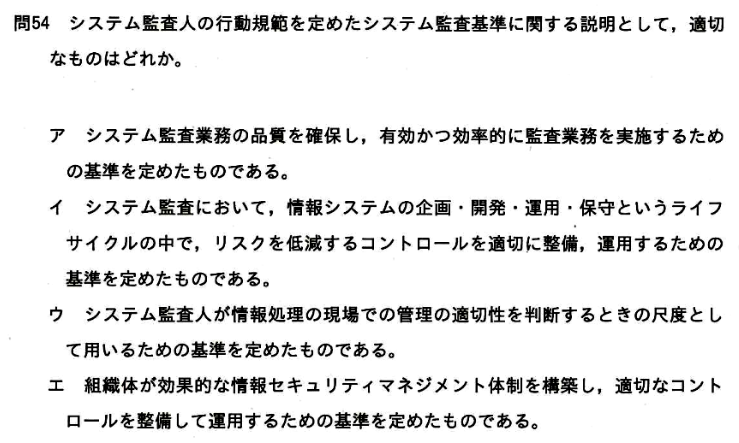 問54 システム監査人の行動規範を定めたシステム監査基準に関する説明として，適切
なものはどれか。
ア システム監査業務の品質を確保し，有効かつ効率的に監査業務を実施するため
の基準を定めたものである。
イ システム監査において，情報システムの企画・開発・運用・保守というライフ
サイクルの中で，リスクを低減するコントロールを適切に整備，運用するための
基準を定めたものである。
ウ システム監査人が情報処理の現場での管理の適切性を判断するときの尺度とし
て用いるための基準を定めたものである。
エ 組織体が効果的な情報セキュリティマネジメント体制を構築し，適切なコント
ロールを整備して運用するための基準を定めたものである。